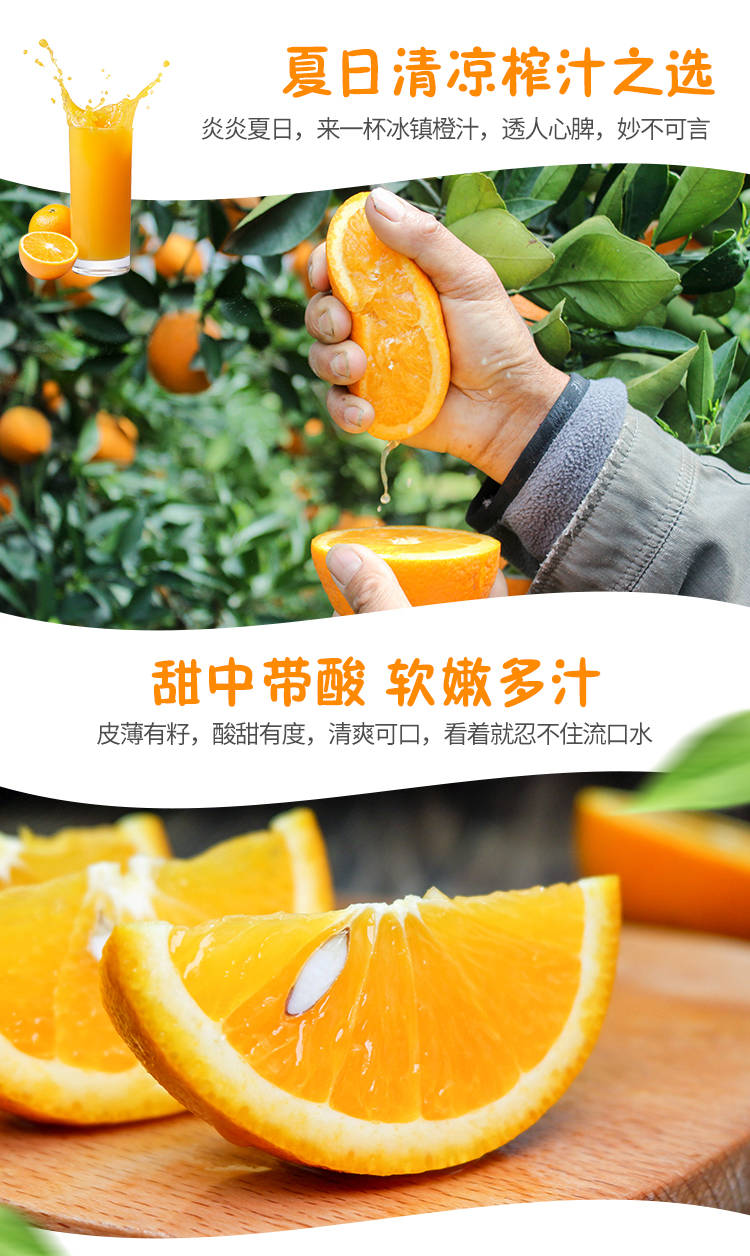 夏日清凉榨汁之选
炎炎夏日，来一杯冰镇橙汁，透人心脾，妙不可言
甜中带酸 软嫩多汁
皮薄有籽，酸甜有度，清爽可口，看着就忍不住流口水